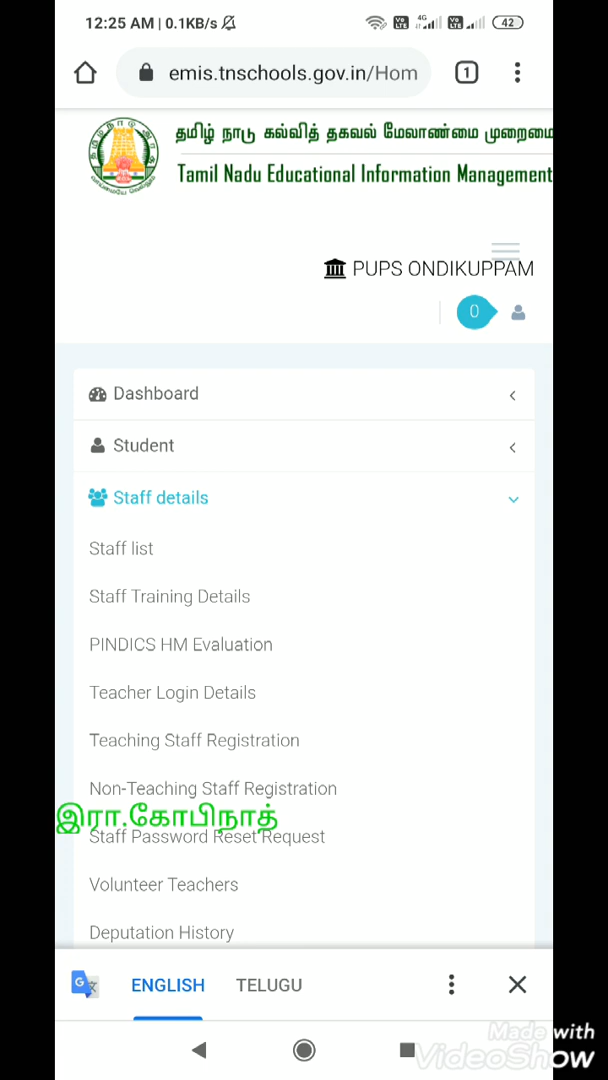 12:25 AM | 0.1KB/s
4G
42
emis.tnschools.gov.in/Hom
1
தமிழ் நாடு கல்வித் தகவல் மேலாண்மை முறைமை
Tamil Nadu Educational Information Management
PUPS ONDIKUPPAM
0
Dashboard
Student
Staff details
Staff list
Staff Training Details
PINDICS HM Evaluation
Teacher Login Details
Teaching Staff Registration
Non-Teaching Staff Registration
இரா.கோபிநாத்
Staff Password Reset Request
Volunteer Teachers
Deputation History
ENGLISH TELUGU
Made with
VideoShow